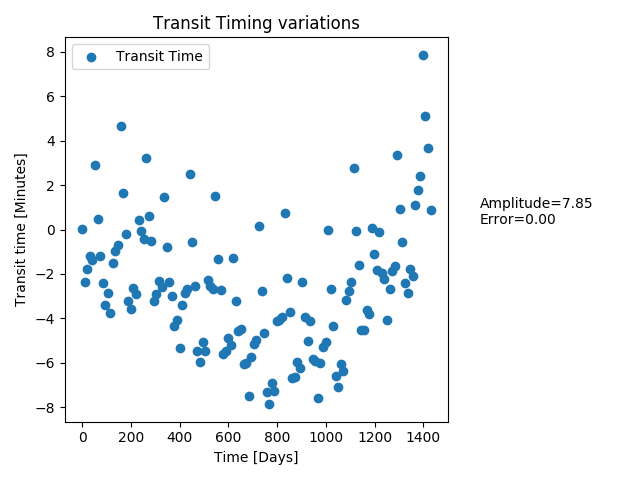 Transit Timing variations
Transit Time
8
6
4
2
0
−2
−4
−6
−8
Transit time [Minutes]
0 200 400 600 800 1000 1200 1400
Time [Days]
Amplitude=7.85
Error=0.00